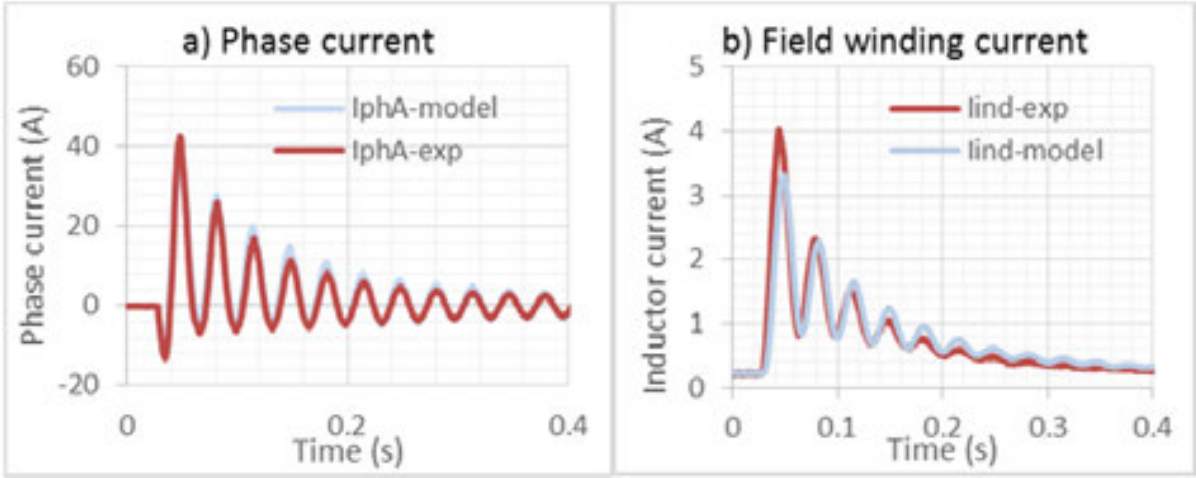 a) Phase current
60
40
20
0
-20
Phase current (A)
IphA-model
IphA-exp
0
0.2
0.4
Time (s)
b) Field winding current
5
4
3
2
1
0
Inductor current (A)
Iind-exp
Iind-model
0
0.1
0.2
0.3
0.4
Time (s)